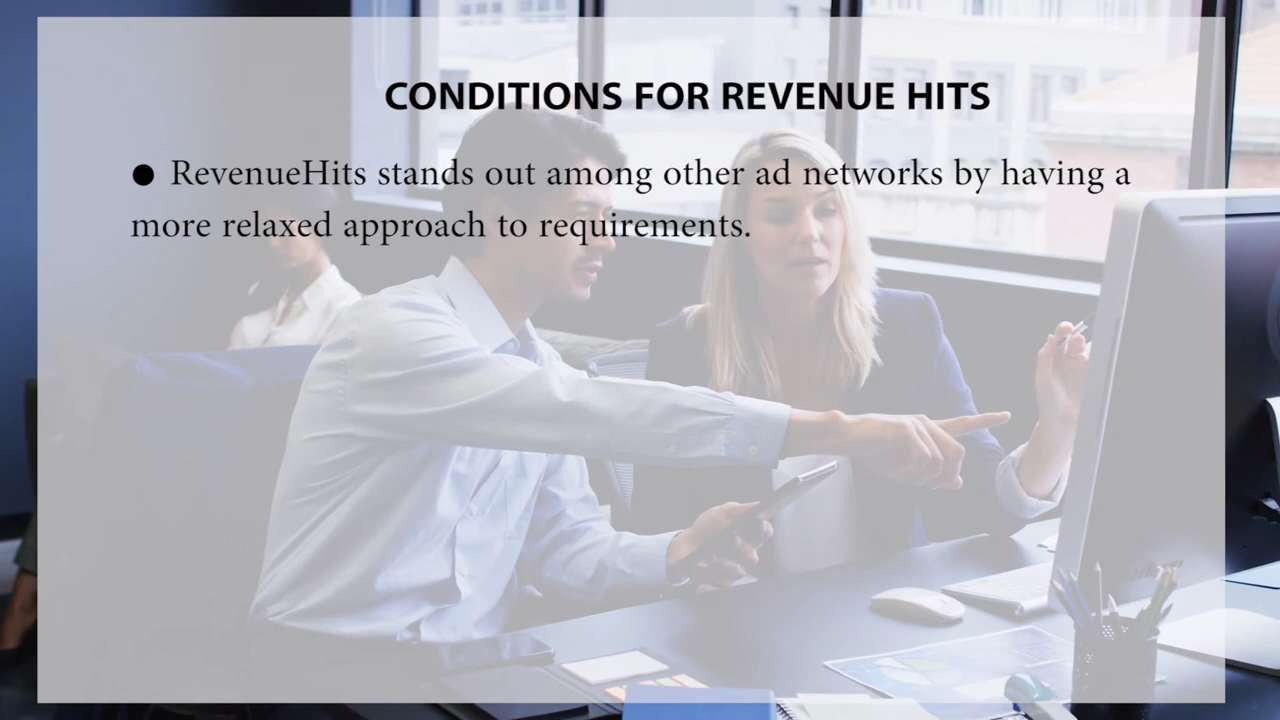 CONDITIONS FOR REVENUE HITS
● RevenueHits stands out among other ad networks by having a
more relaxed approach to requirements.